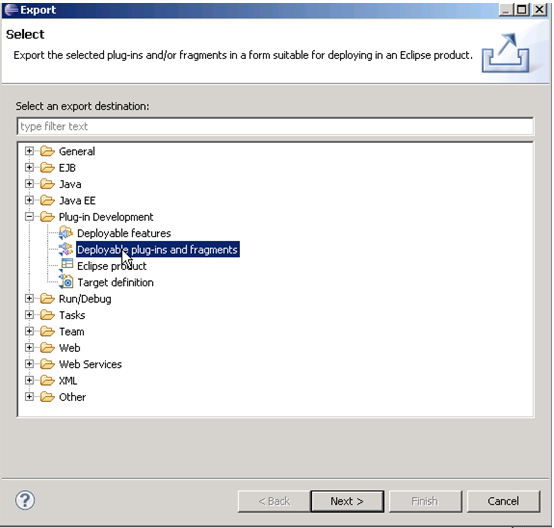 Export
Select
Export the selected plug-ins and/or fragments in a form suitable for deploying in an Eclipse product.
Select an export destination:
type filter text
General
EJB
Java
Java EE
Plug-in Development
Deployable features
Deployable plug-ins and fragments
Eclipse product
Target definition
Run/Debug
Tasks
Team
Web
Web Services
XML
Other
< Back Next > Finish Cancel